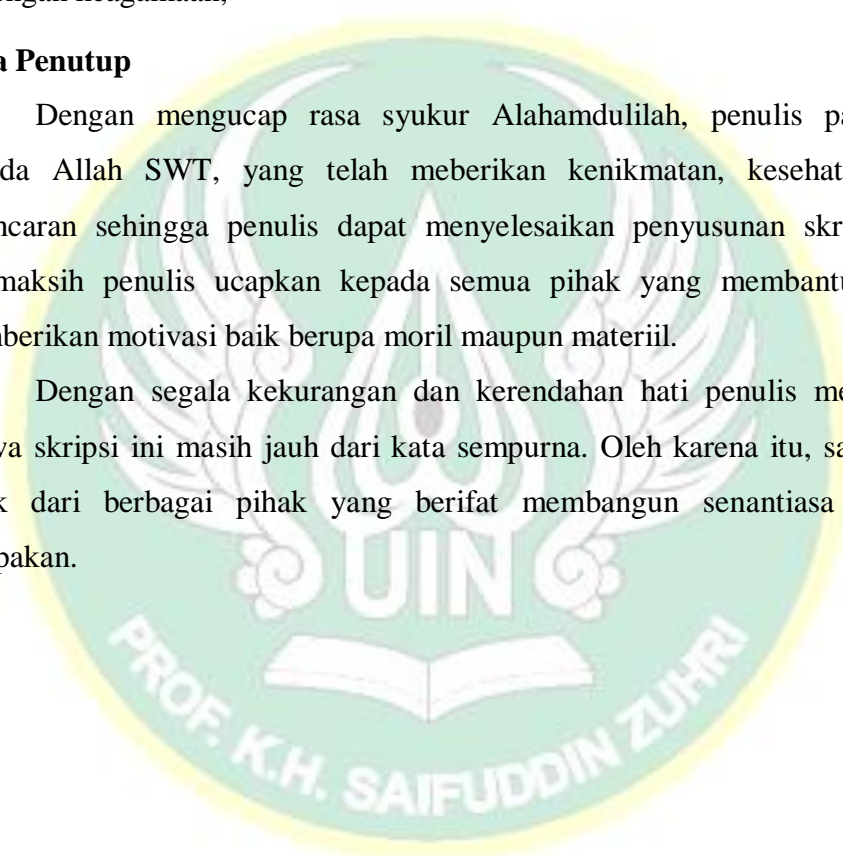 a Penutup
Dengan mengucap rasa syukur Alahamdulilah, penulis pa
da Allah SWT, yang telah meberikan kenikmatan, kesehat
ncaran sehingga penulis dapat menyelesaikan penyusunan skr
maksih penulis ucapkan kepada semua pihak yang membantu
berikan motivasi baik berupa moril maupun materiil.
Dengan segala kekurangan dan kerendahan hati penulis me
va skripsi ini masih jauh dari kata sempurna. Oleh karena itu, sa
k dari berbagai pihak yang berifat membangun senantiasa
pakan.
UIN
PROF. K.H. SAIFUDDIN ZUHRI